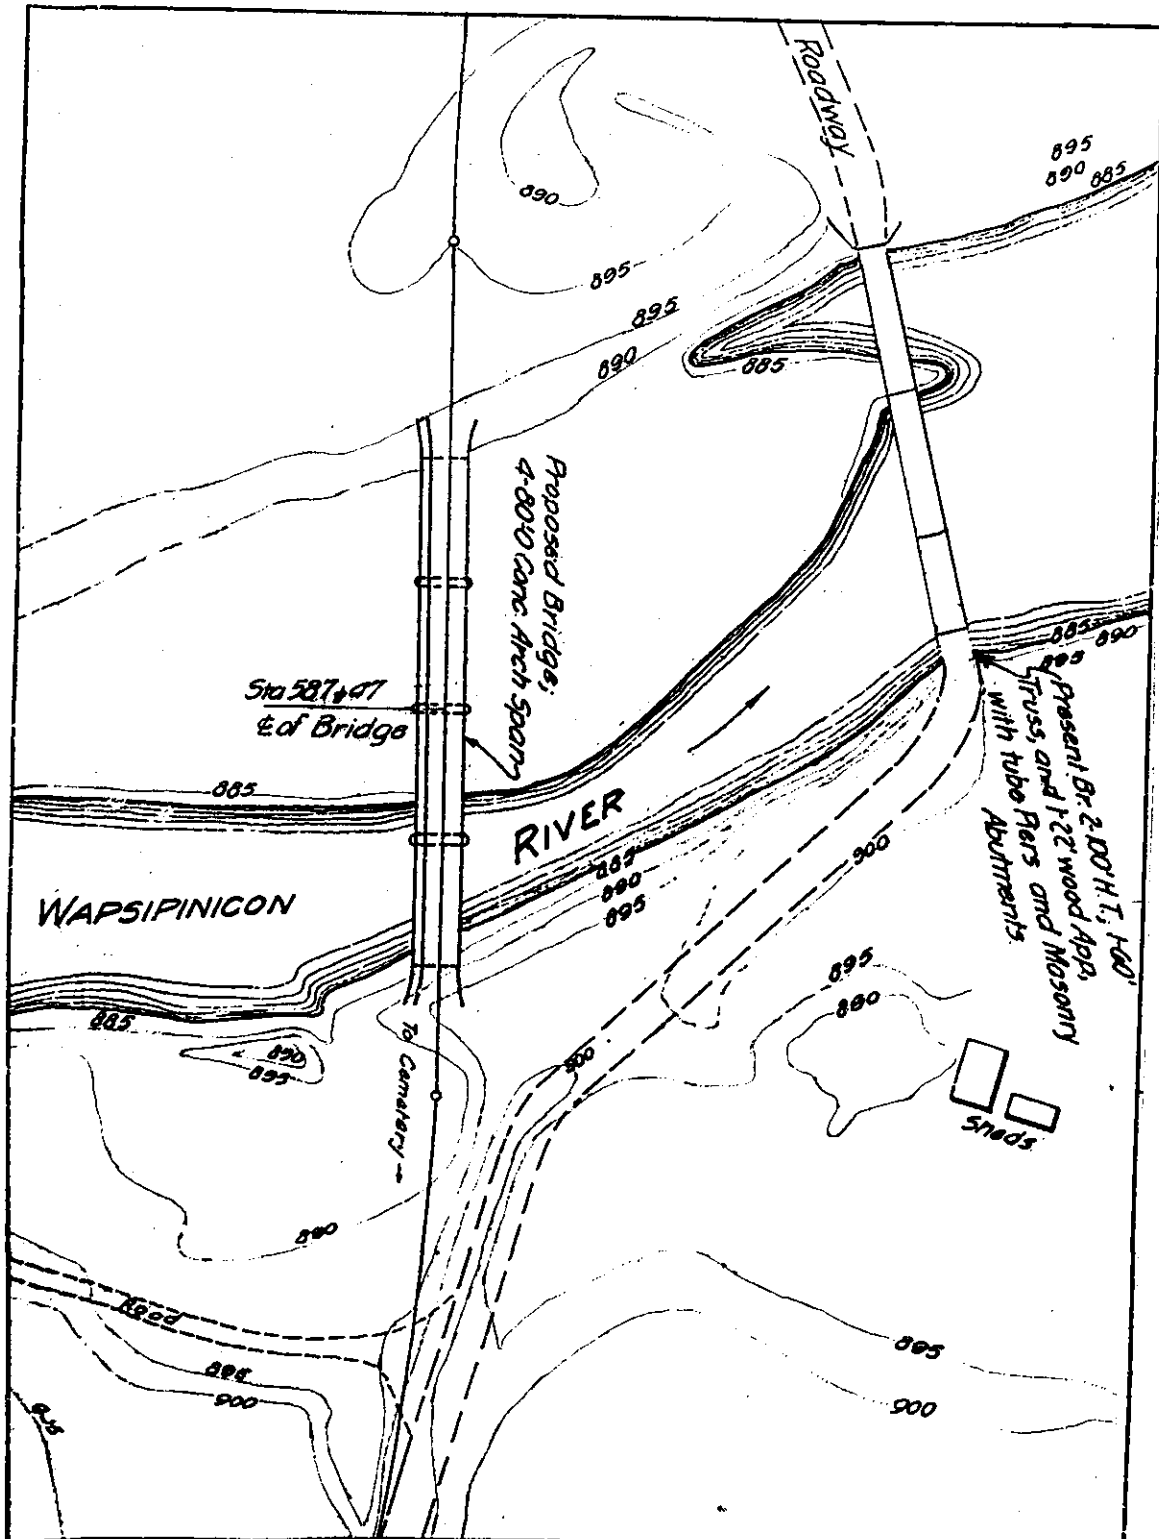 Roadway
895
890
885
890
895
895
890
885
Proposed Bridge;
4-80'-0 Conc. Arch Spans
Sta 587+97
℄ of Bridge
885
890
895
Present Br. 2-100' H.T; 1-60'
Truss, and 1-22' wood App,
with tube Piers and Masonry
Abutments.
885
RIVER
900
885
890
895
WAPSIPINICON
895
890
885
890
895
900
To Cemetery →
Sheds
890
Road
895
900
895
900